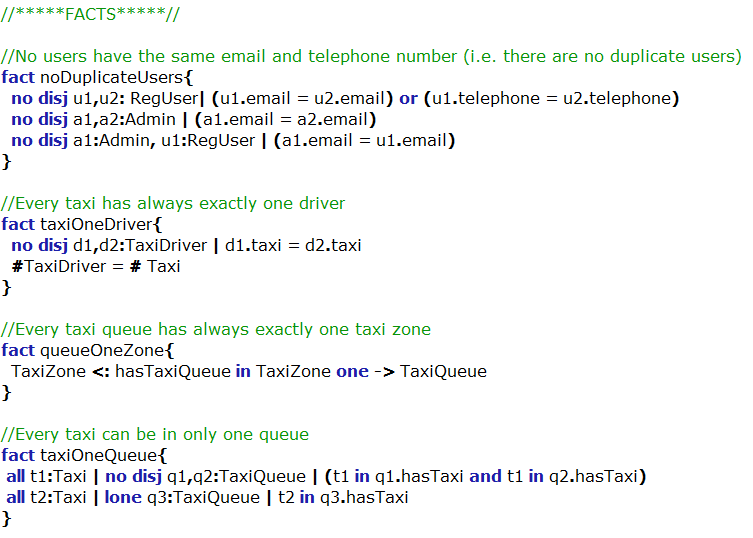 //*****FACTS*****//
//No users have the same email and telephone number (i.e. there are no duplicate users)
fact noDuplicateUsers{
no disj u1,u2: RegUser| (u1.email = u2.email) or (u1.telephone = u2.telephone)
no disj a1,a2:Admin | (a1.email = a2.email)
no disj a1:Admin, u1:RegUser | (a1.email = u1.email)
}
//Every taxi has always exactly one driver
fact taxiOneDriver{
no disj d1,d2:TaxiDriver | d1.taxi = d2.taxi
#TaxiDriver = # Taxi
}
//Every taxi queue has always exactly one taxi zone
fact queueOneZone{
TaxiZone <: hasTaxiQueue in TaxiZone one -> TaxiQueue
}
//Every taxi can be in only one queue
fact taxiOneQueue{
all t1:Taxi | no disj q1,q2:TaxiQueue | (t1 in q1.hasTaxi and t1 in q2.hasTaxi)
all t2:Taxi | lone q3:TaxiQueue | t2 in q3.hasTaxi
}